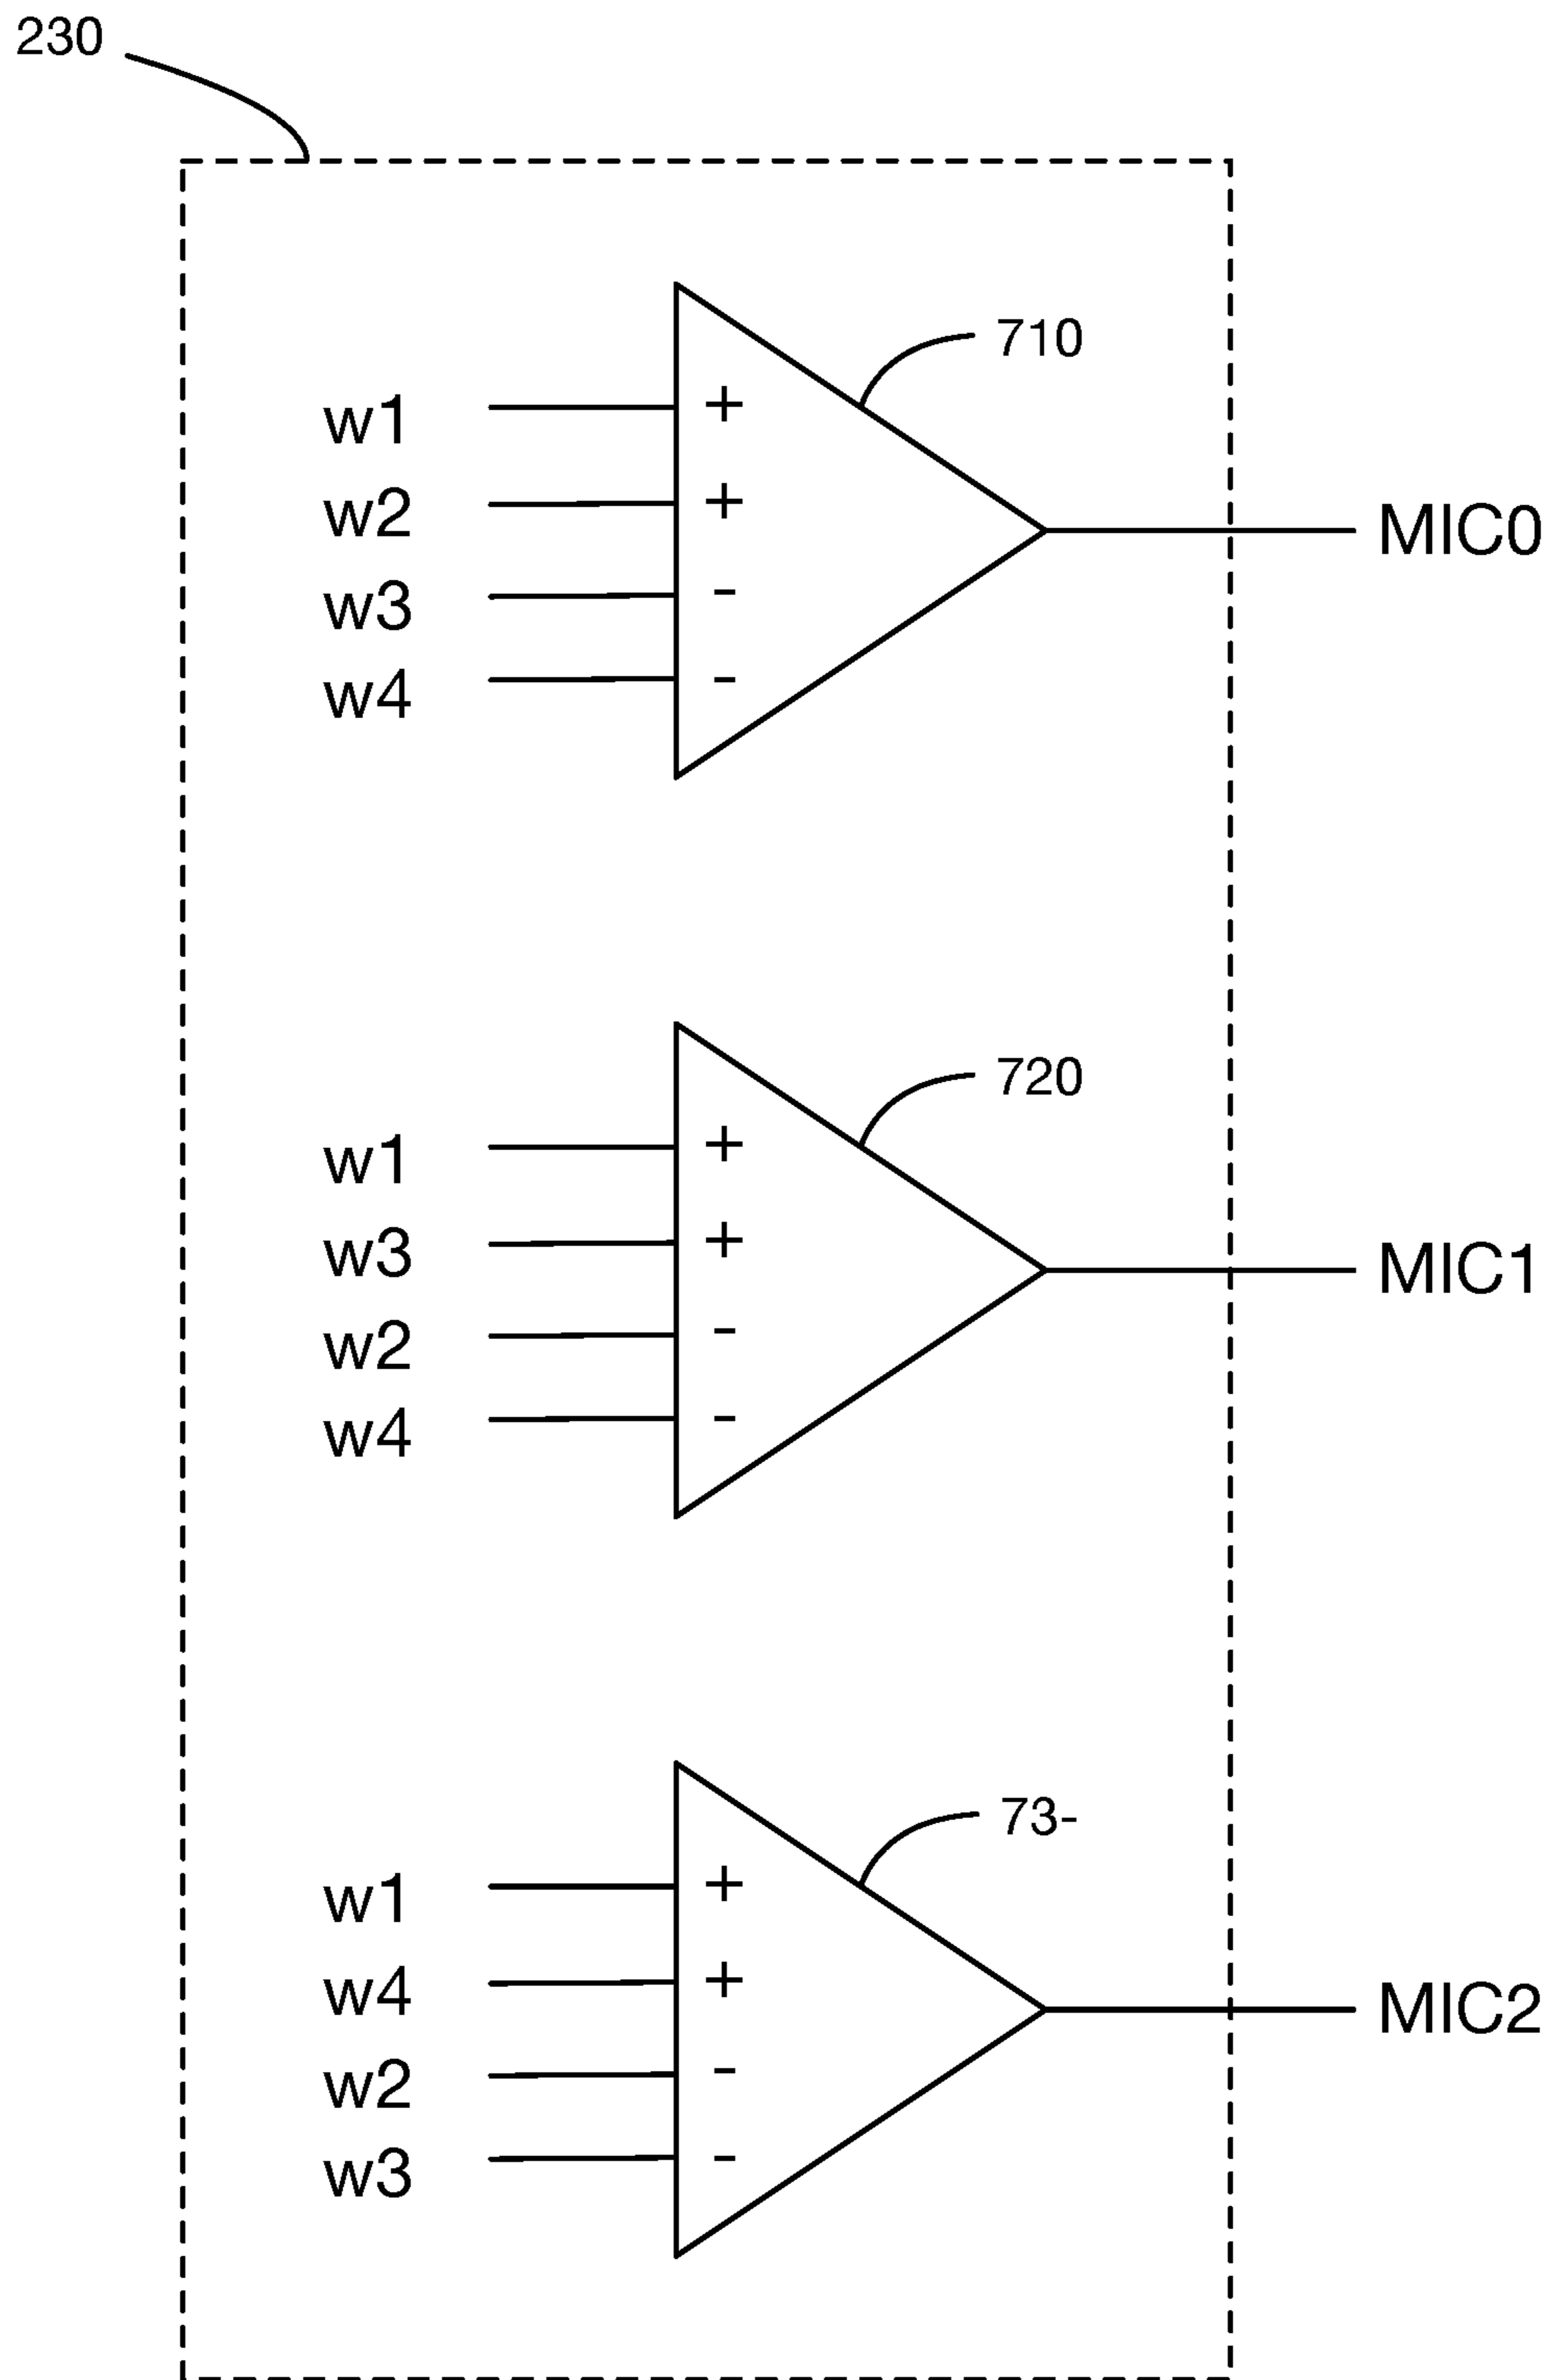 230
710
w1 +
w2 +
MIC0
w3 -
w4 -
720
w1 +
w3 +
MIC1
w2 -
w4 -
73-
w1 +
w4 +
MIC2
w2 -
w3 -